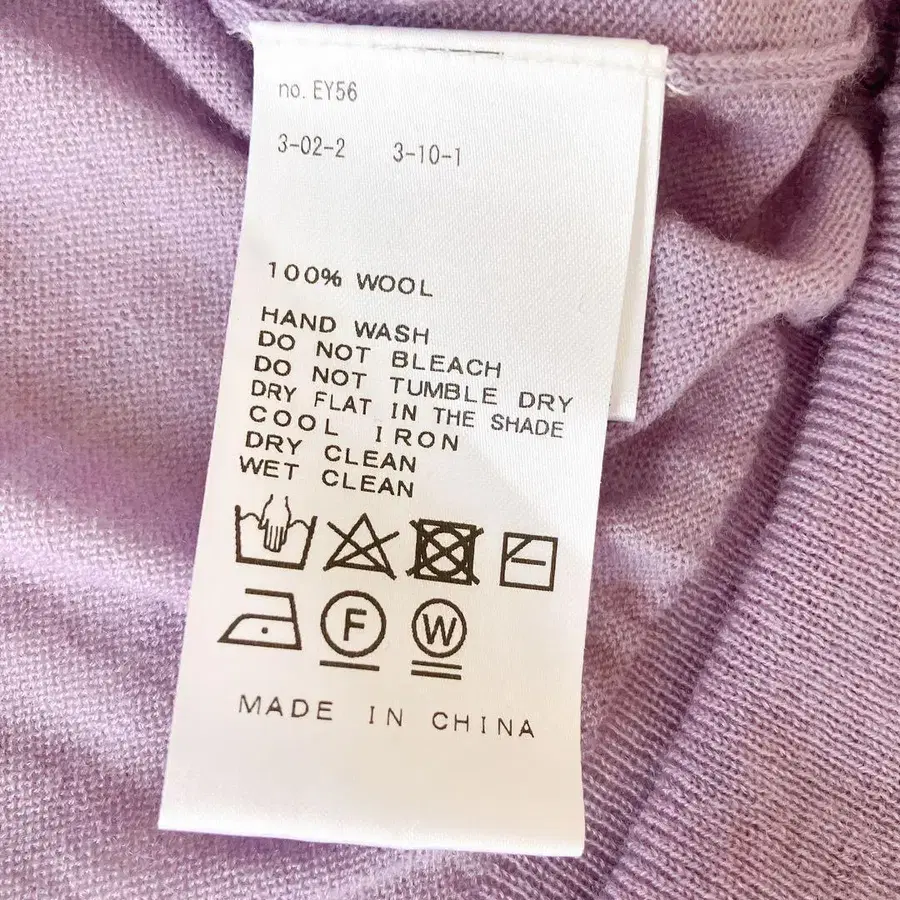 no. EY56
3-02-2 3-10-1
100% WOOL
HAND WASH
DO NOT BLEACH
DO NOT TUMBLE DRY
DRY FLAT IN THE SHADE
COOL IRON
DRY CLEAN
WET CLEAN
F W
MADE IN CHINA